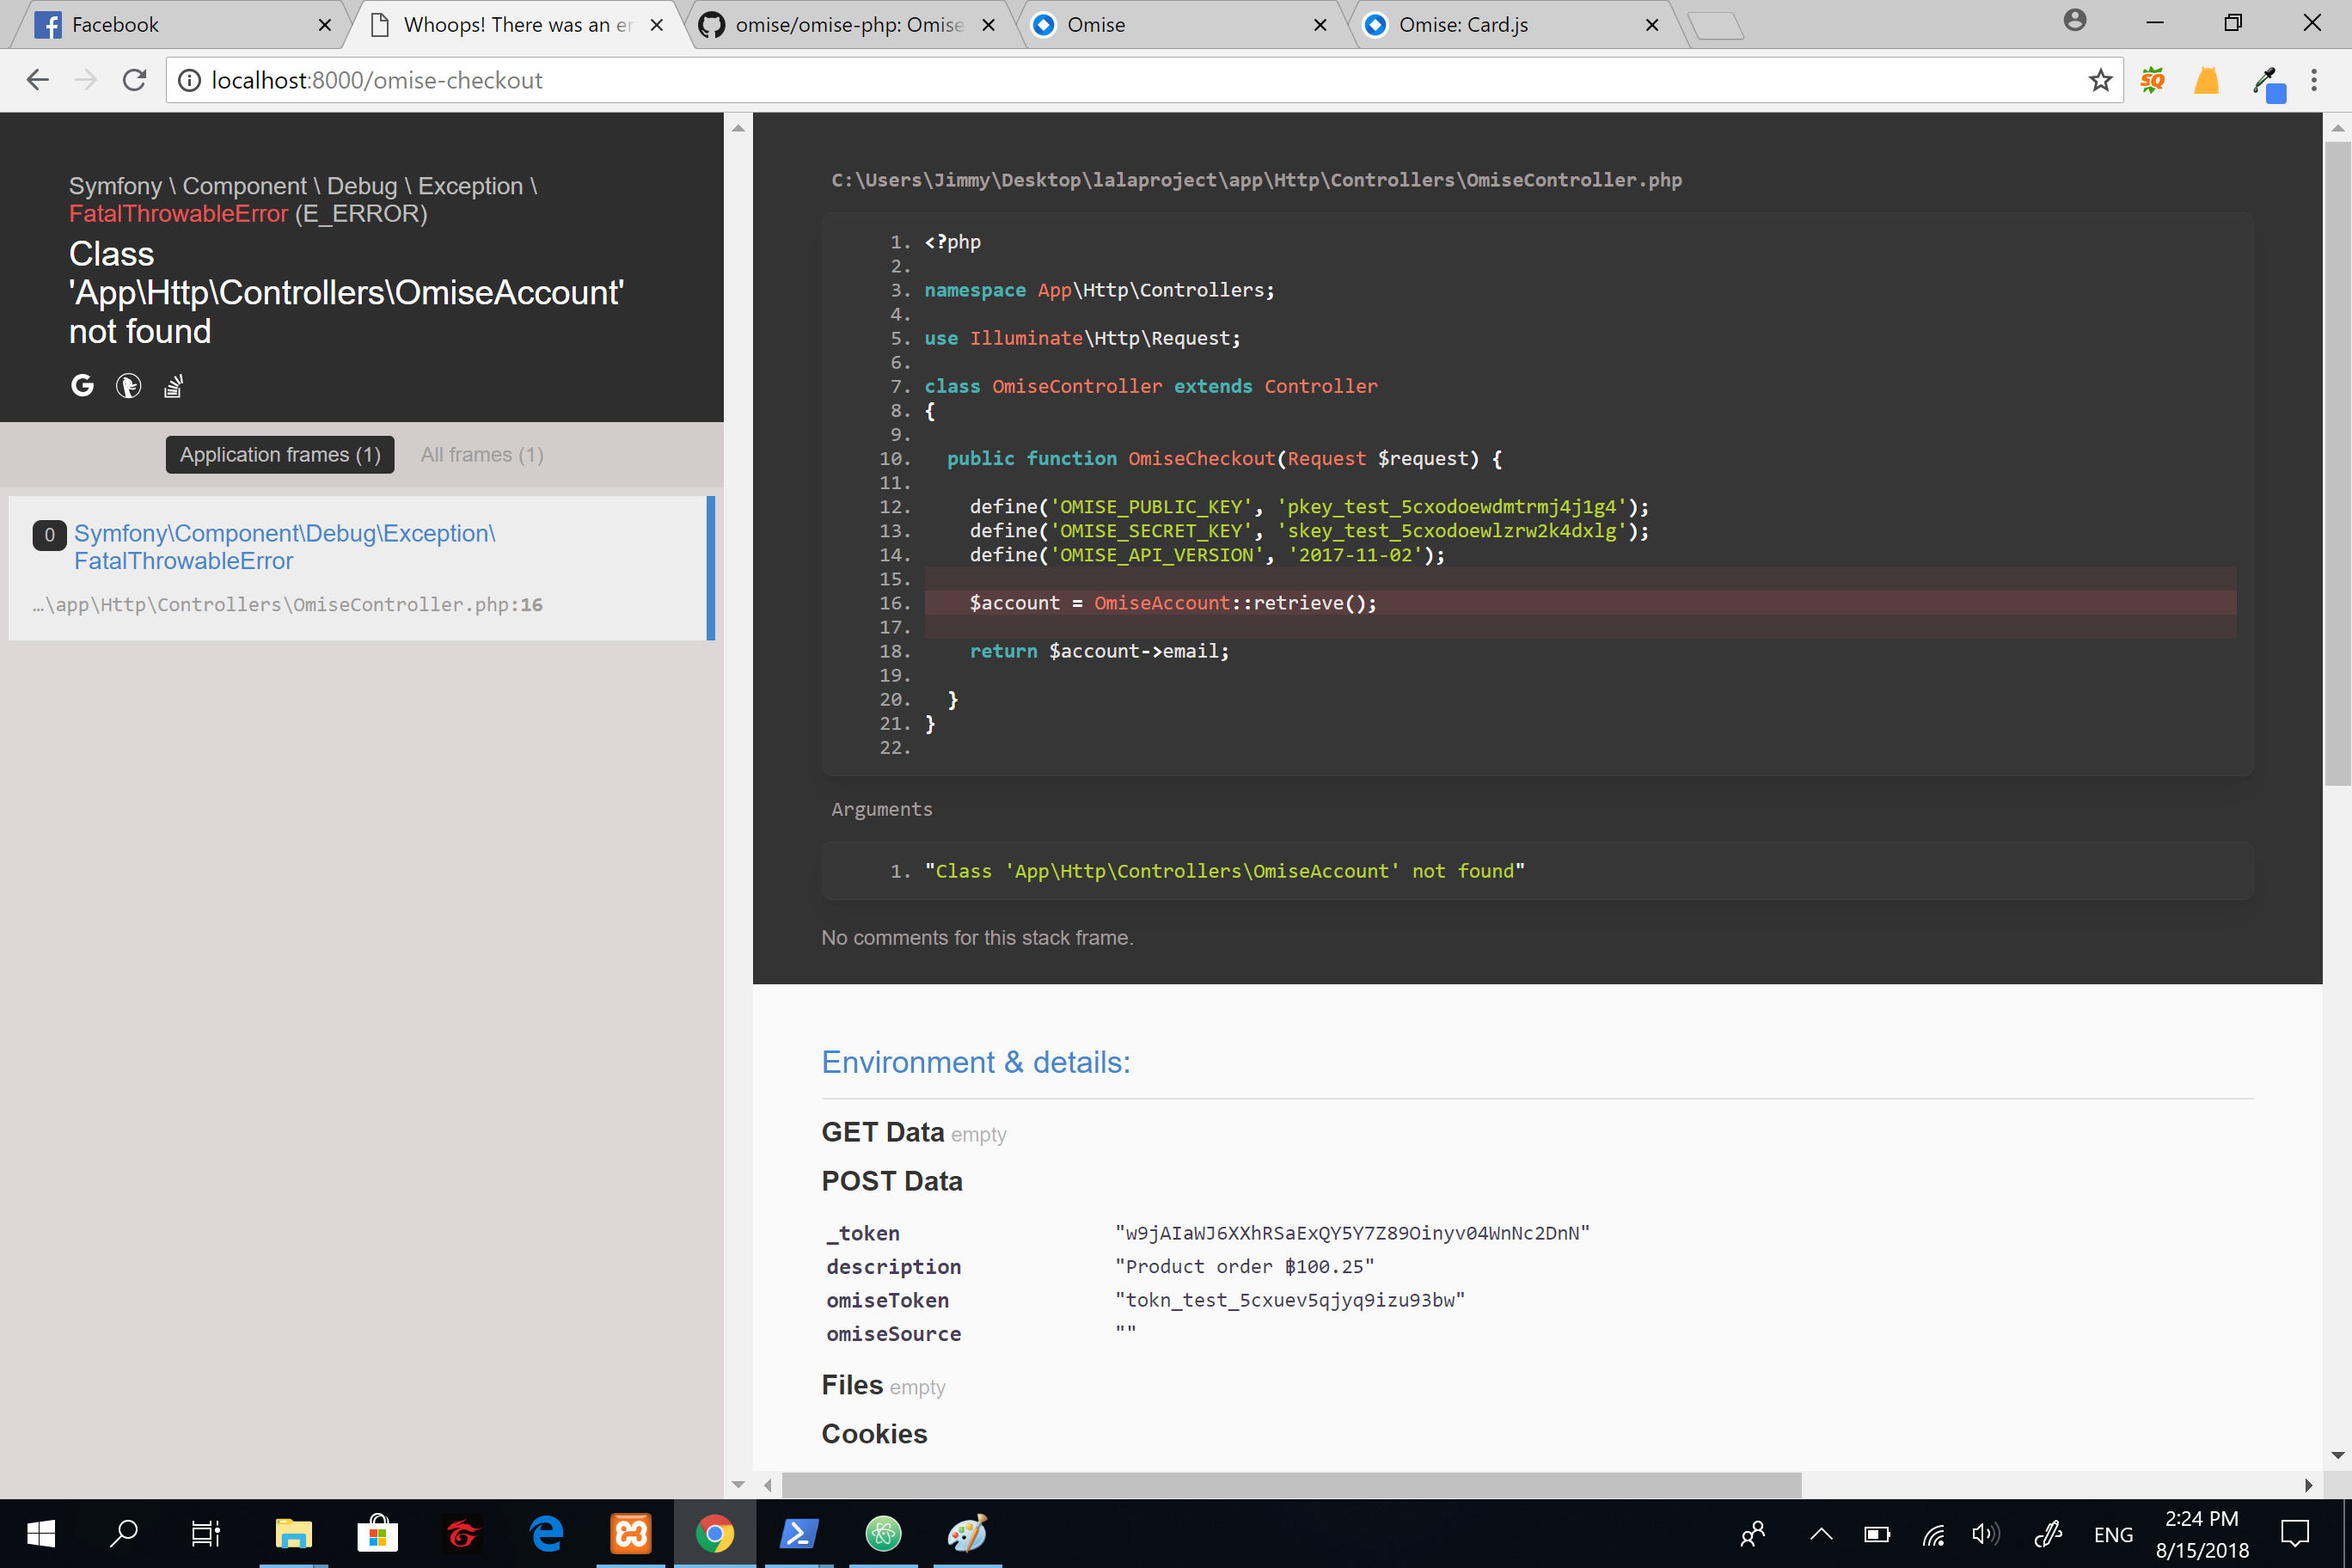 Facebook
Whoops! There was an er
omise/omise-php: Omise
Omise
Omise: Card.js
localhost:8000/omise-checkout
Symfony \ Component \ Debug \ Exception \
FatalThrowableError (E_ERROR)
Class
'App\Http\Controllers\OmiseAccount'
not found
Application frames (1)
All frames (1)
0
Symfony\Component\Debug\Exception\
FatalThrowableError
…\app\Http\Controllers\OmiseController.php:16
C:\Users\Jimmy\Desktop\lalaproject\app\Http\Controllers\OmiseController.php
1. <?php
2.
3. namespace App\Http\Controllers;
4.
5. use Illuminate\Http\Request;
6.
7. class OmiseController extends Controller
8. {
9.
10. public function OmiseCheckout(Request $request) {
11.
12. define('OMISE_PUBLIC_KEY', 'pkey_test_5cxodoewdmtrmj4j1g4');
13. define('OMISE_SECRET_KEY', 'skey_test_5cxodoewlzrw2k4dxlg');
14. define('OMISE_API_VERSION', '2017-11-02');
15.
16. $account = OmiseAccount::retrieve();
17.
18. return $account->email;
19.
20. }
21. }
22.
Arguments
1. "Class 'App\Http\Controllers\OmiseAccount' not found"
No comments for this stack frame.
Environment & details:
GET Data empty
POST Data
_token "w9jAIaWJ6XXhRSaExQY5Y7Z89Oinyv04WnNc2DnN"
description "Product order ฿100.25"
omiseToken "tokn_test_5cxuev5qjyq9izu93bw"
omiseSource ""
Files empty
Cookies
ENG
2:24 PM
8/15/2018